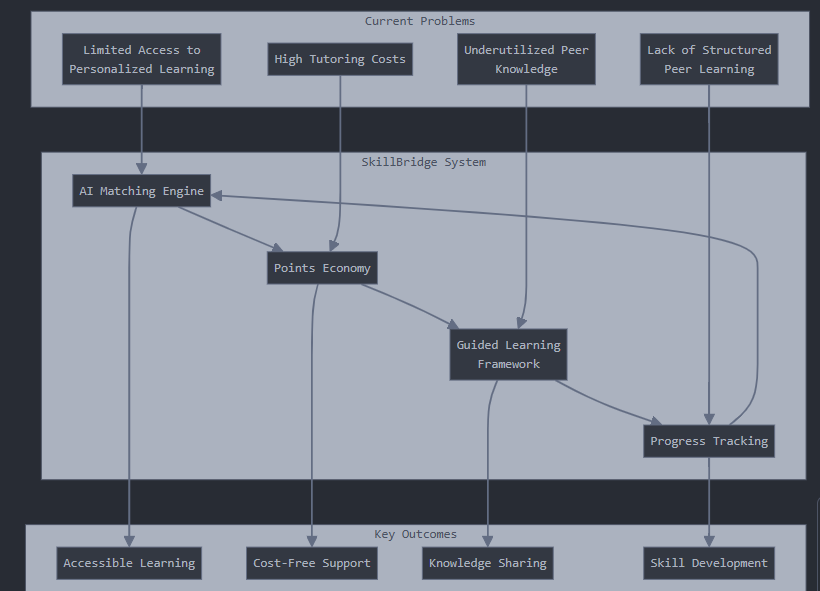 Current Problems
Limited Access to
Personalized Learning
High Tutoring Costs
Underutilized Peer
Knowledge
Lack of Structured
Peer Learning
SkillBridge System
AI Matching Engine
Points Economy
Guided Learning
Framework
Progress Tracking
Key Outcomes
Accessible Learning
Cost-Free Support
Knowledge Sharing
Skill Development